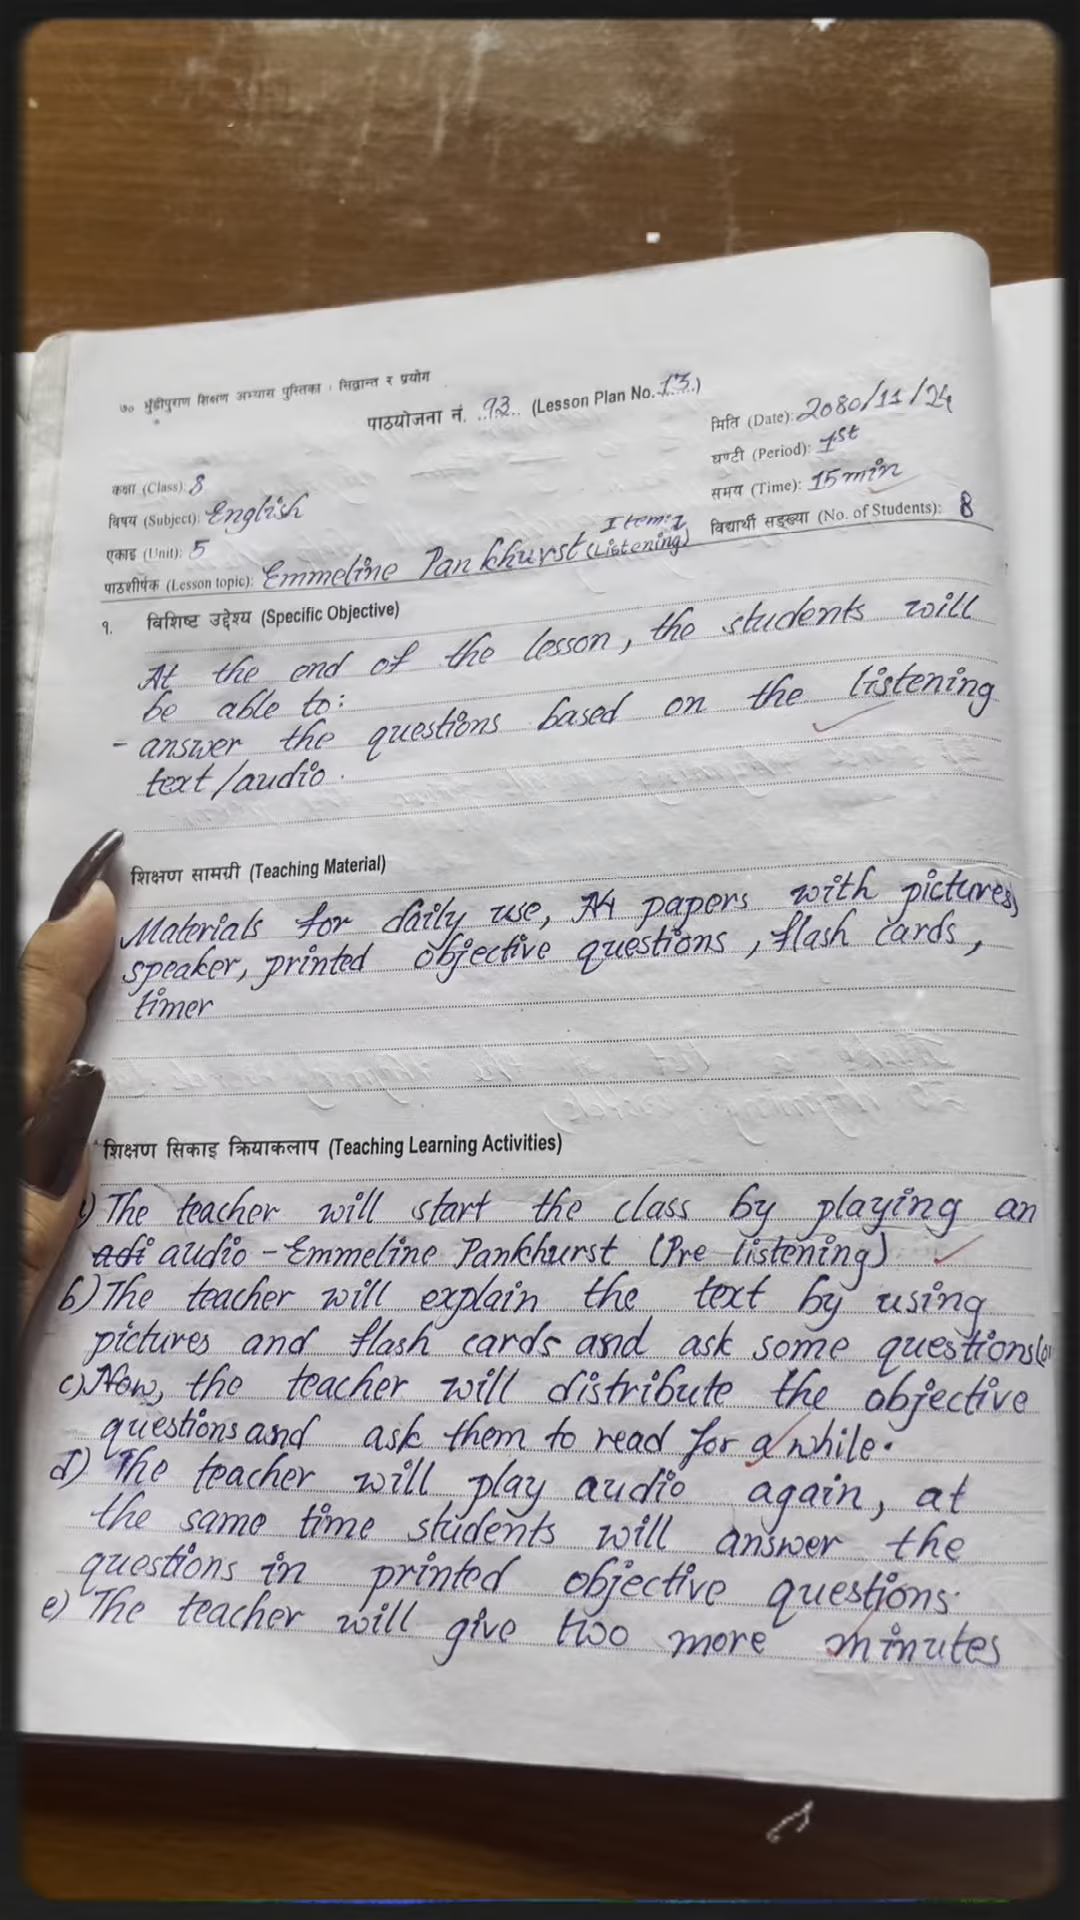 ७० भुँडीपुराण शिक्षण अभ्यास पुस्तिका : सिद्धान्त र प्रयोग
पाठयोजना नं. १३ (Lesson Plan No. 13)
मिति (Date): 2080/11/24
घण्टी (Period): 1st
कक्षा (Class): 8
समय (Time): 15 min
विषय (Subject): English
विद्यार्थी सङ्ख्या (No. of Students): 8
एकाइ (Unit): 5
पाठशीर्षक (Lesson topic): Emmeline Pankhurst (Listening)
१. विशिष्ट उद्देश्य (Specific Objective)
At the end of the lesson, the students will
be able to:
- answer the questions based on the listening
text/audio.
शिक्षण सामग्री (Teaching Material)
Materials for daily use, A4 papers with pictures,
speaker, printed objective questions, flash cards,
timer
शिक्षण सिकाइ क्रियाकलाप (Teaching Learning Activities)
The teacher will start the class by playing an
audio - Emmeline Pankhurst (Pre listening)
b) The teacher will explain the text by using
pictures and flash cards and ask some questions
c) Now, the teacher will distribute the objective
questions and ask them to read for a while.
d) The teacher will play audio again, at
the same time students will answer the
questions in printed objective questions.
e) The teacher will give two more minutes